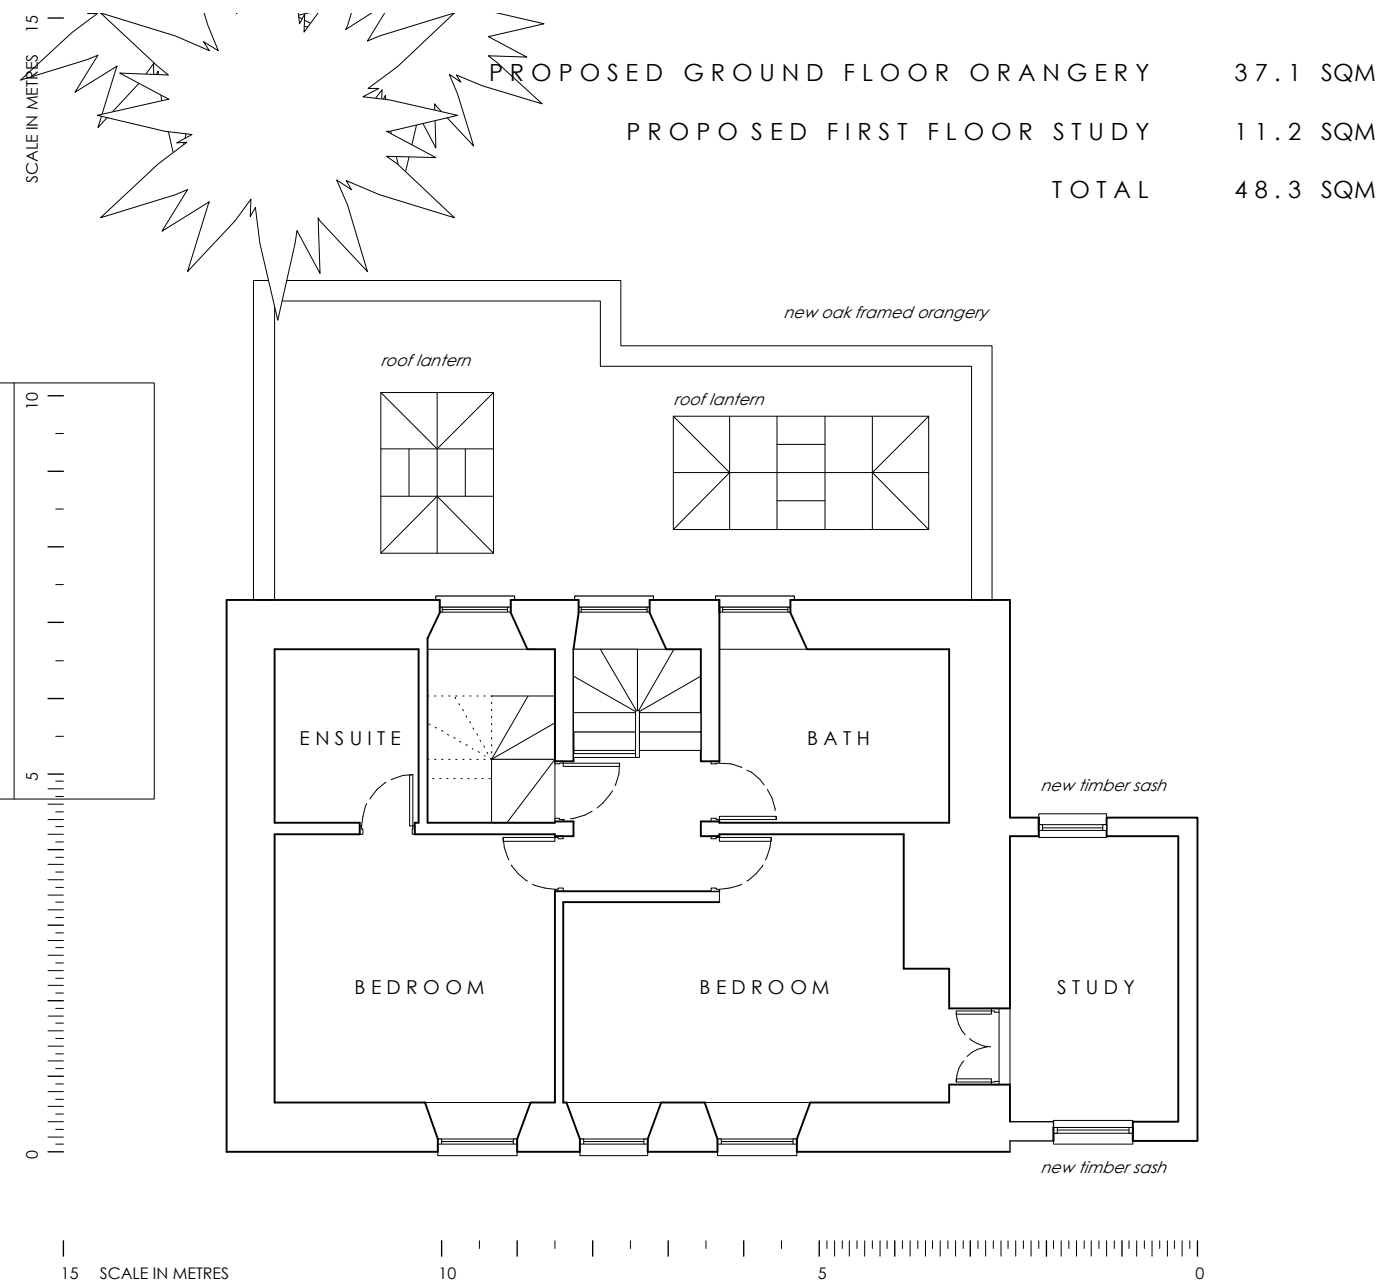 15
SCALE IN METRES
PROPOSED GROUND FLOOR ORANGERY 37.1 SQM
PROPOSED FIRST FLOOR STUDY 11.2 SQM
TOTAL 48.3 SQM
new oak framed orangery
roof lantern
roof lantern
10
ENSUITE
BATH
5
new timber sash
BEDROOM
BEDROOM
STUDY
0
new timber sash
15 SCALE IN METRES 10 5 0